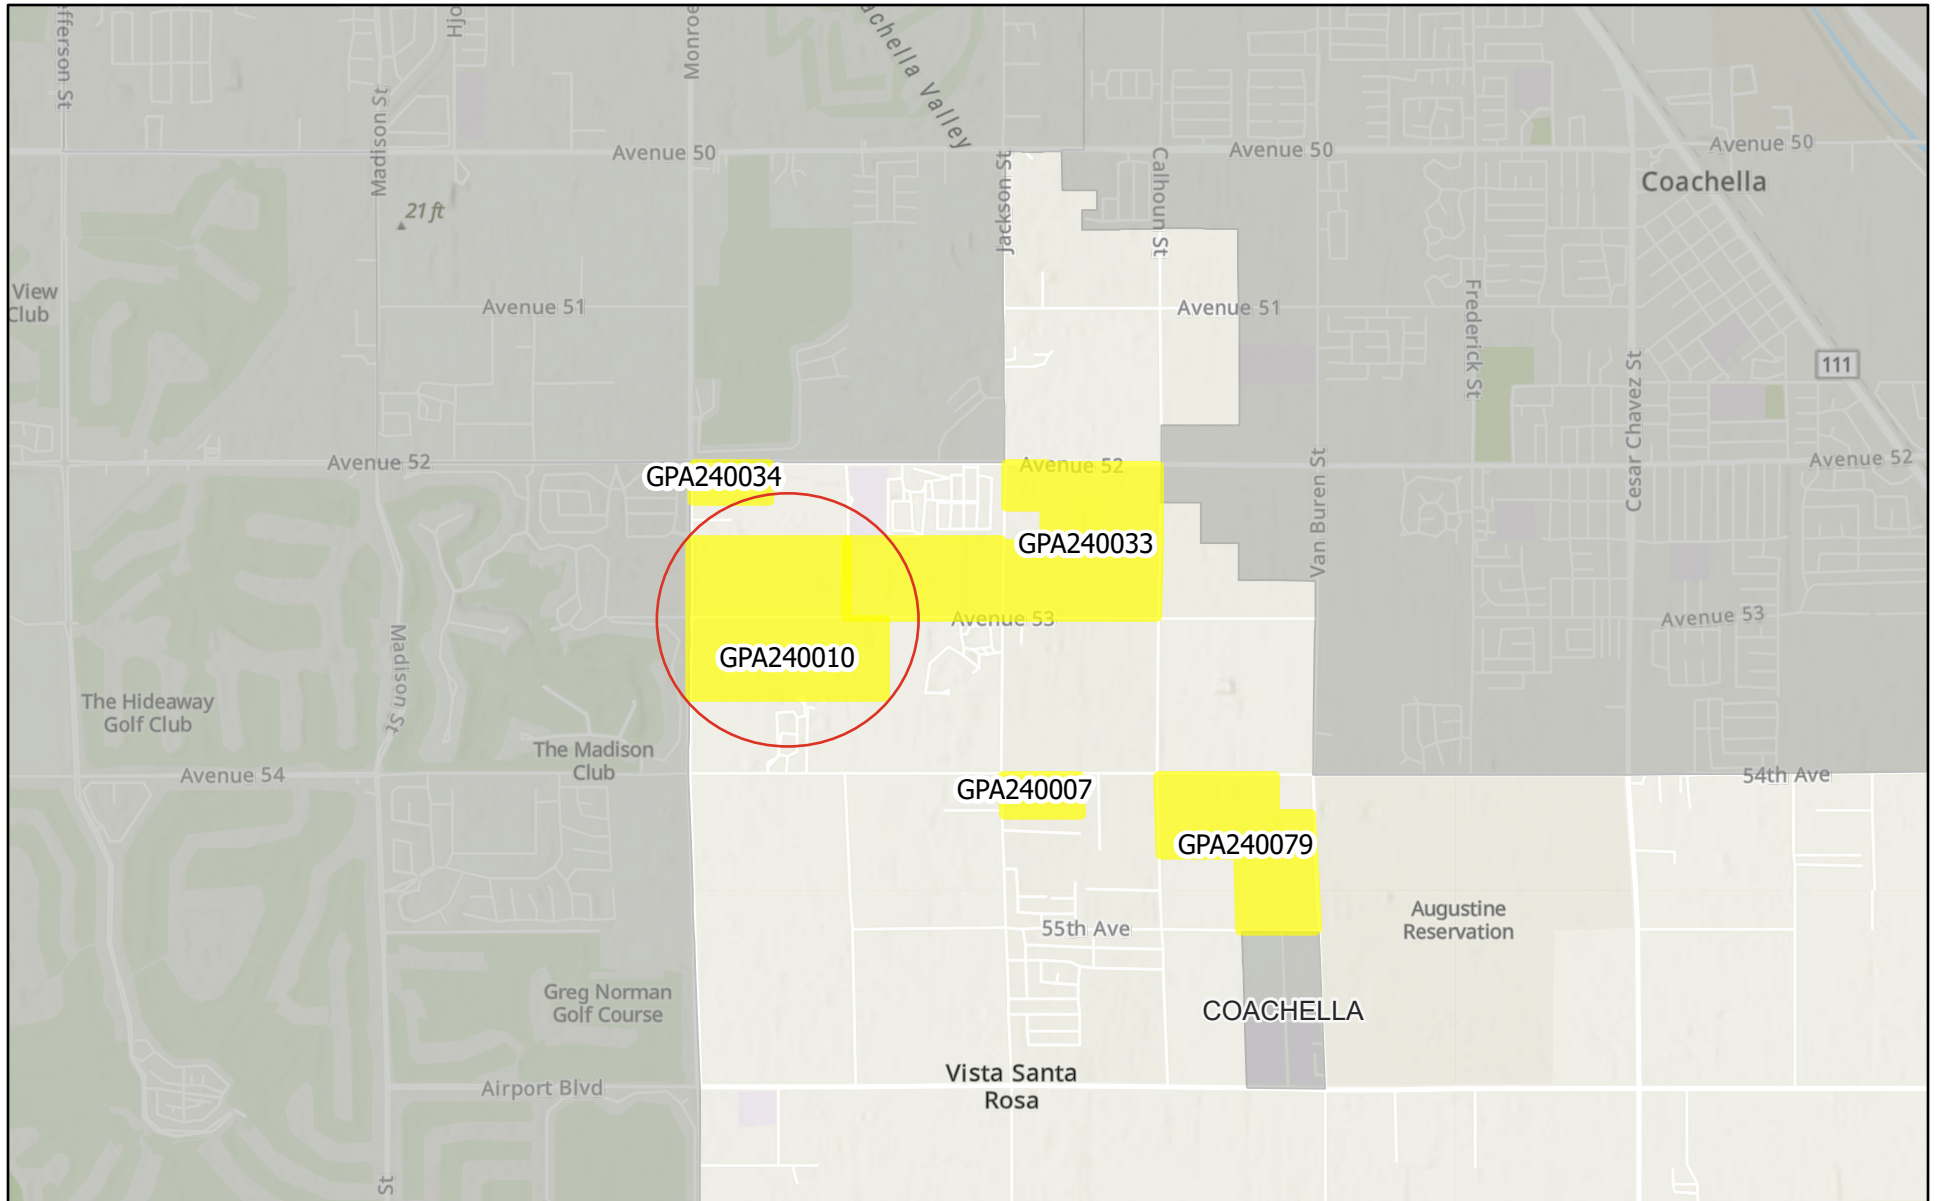 fferson St
Hjo
Monroe
achella Valley
Madison St
Avenue 50
Jackson St
Calhoun St
Avenue 50
Avenue 50
Coachella
21 ft
View
Club
Avenue 51
Avenue 51
Frederick St
Cesar Chavez St
111
Avenue 52
GPA240034
Avenue 52
Van Buren St
Avenue 52
GPA240033
Avenue 53
Avenue 53
Madison St
GPA240010
The Hideaway
Golf Club
The Madison
Club
Avenue 54
GPA240007
54th Ave
GPA240079
55th Ave
Augustine
Reservation
Greg Norman
Golf Course
COACHELLA
Airport Blvd
Vista Santa
Rosa
St